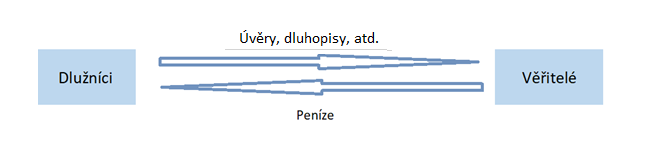 Úvěry, dluhopisy, atd.
Dlužníci
Věřitelé
Peníze